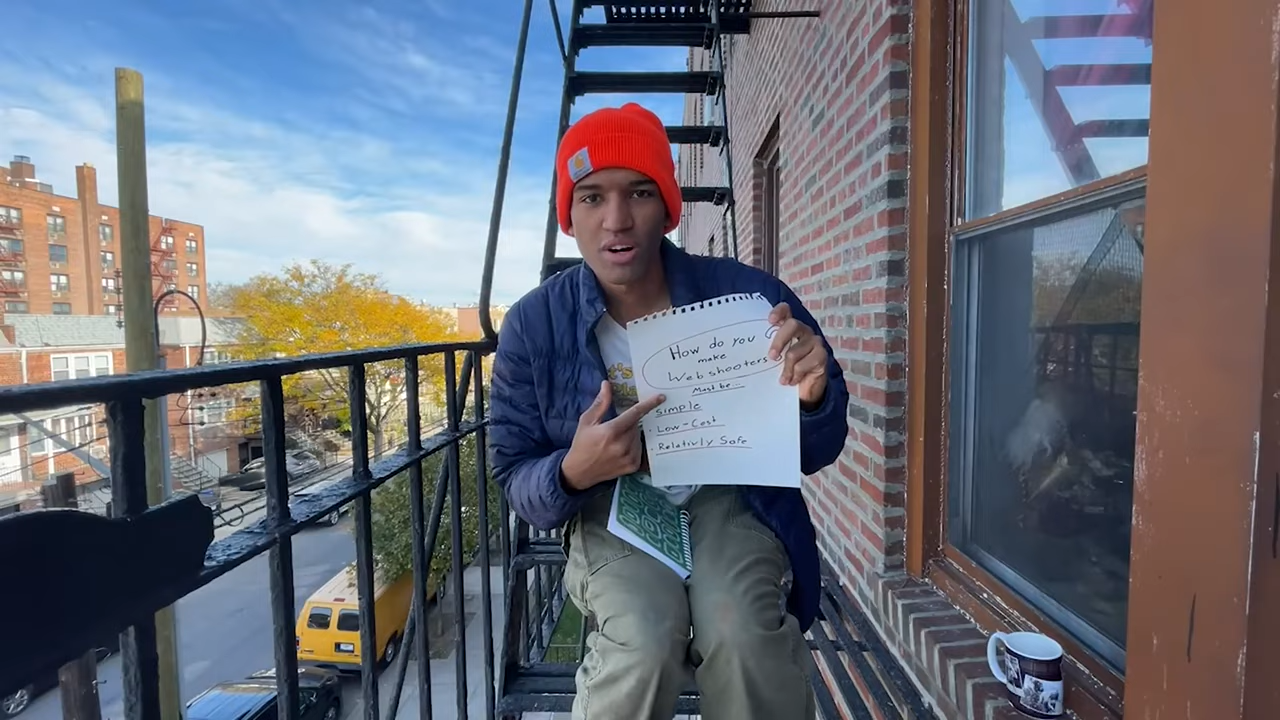 How do you
make
Web shooters
Must be...
Simple
· Low-Cost
· Relativly Safe